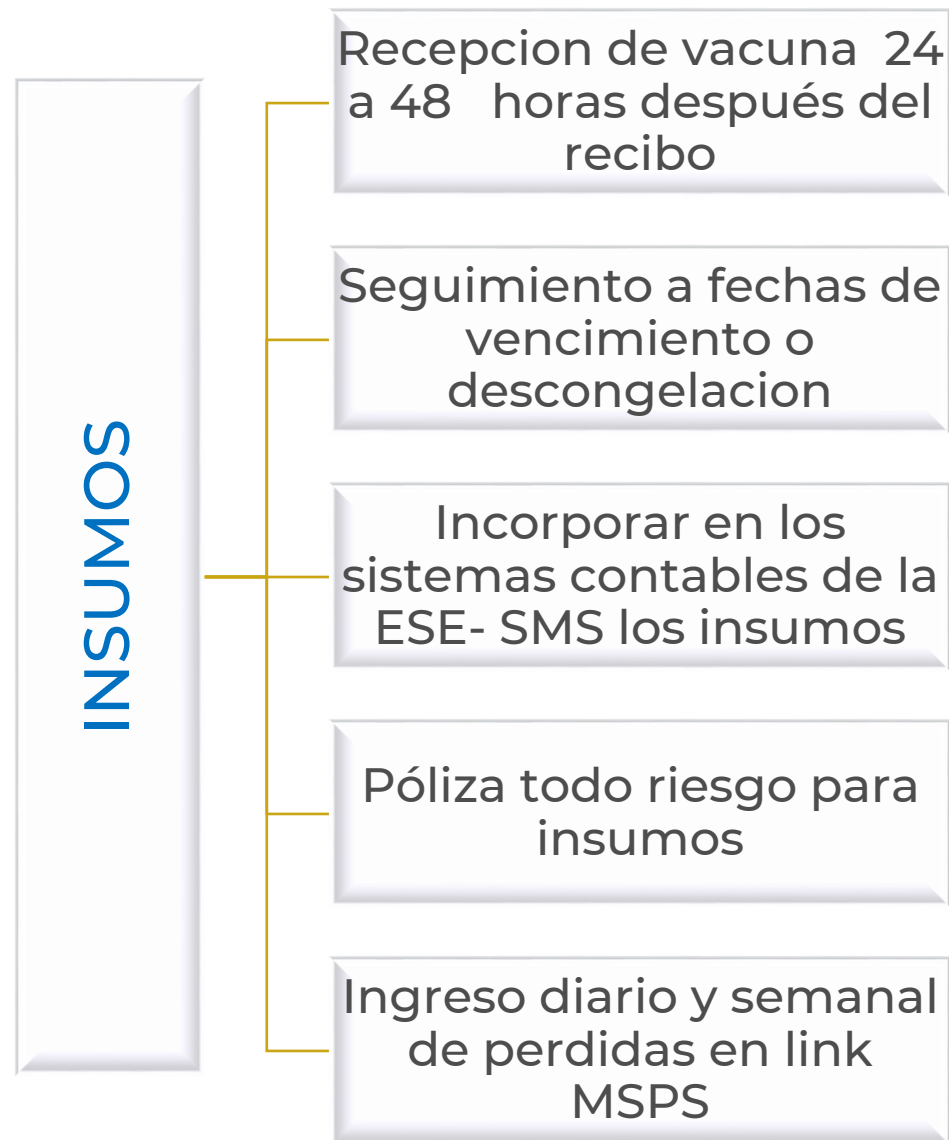 INSUMOS
Recepcion de vacuna 24
a 48 horas después del
recibo
Seguimiento a fechas de
vencimiento o
descongelacion
Incorporar en los
sistemas contables de la
ESE- SMS los insumos
Póliza todo riesgo para
insumos
Ingreso diario y semanal
de perdidas en link
MSPS